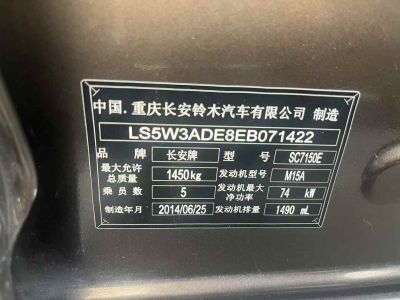 中国.重庆长安铃木汽车有限公司 制造
LS5W3ADE8EB071422
品 牌 长安牌 型 号 SC7150E
最大允许总质量 1450kg 发动机型号 M15A
乘员数 5 发动机最大净功率 74 kW
制造年月 2014/06/25 发动机排量 1490 mL